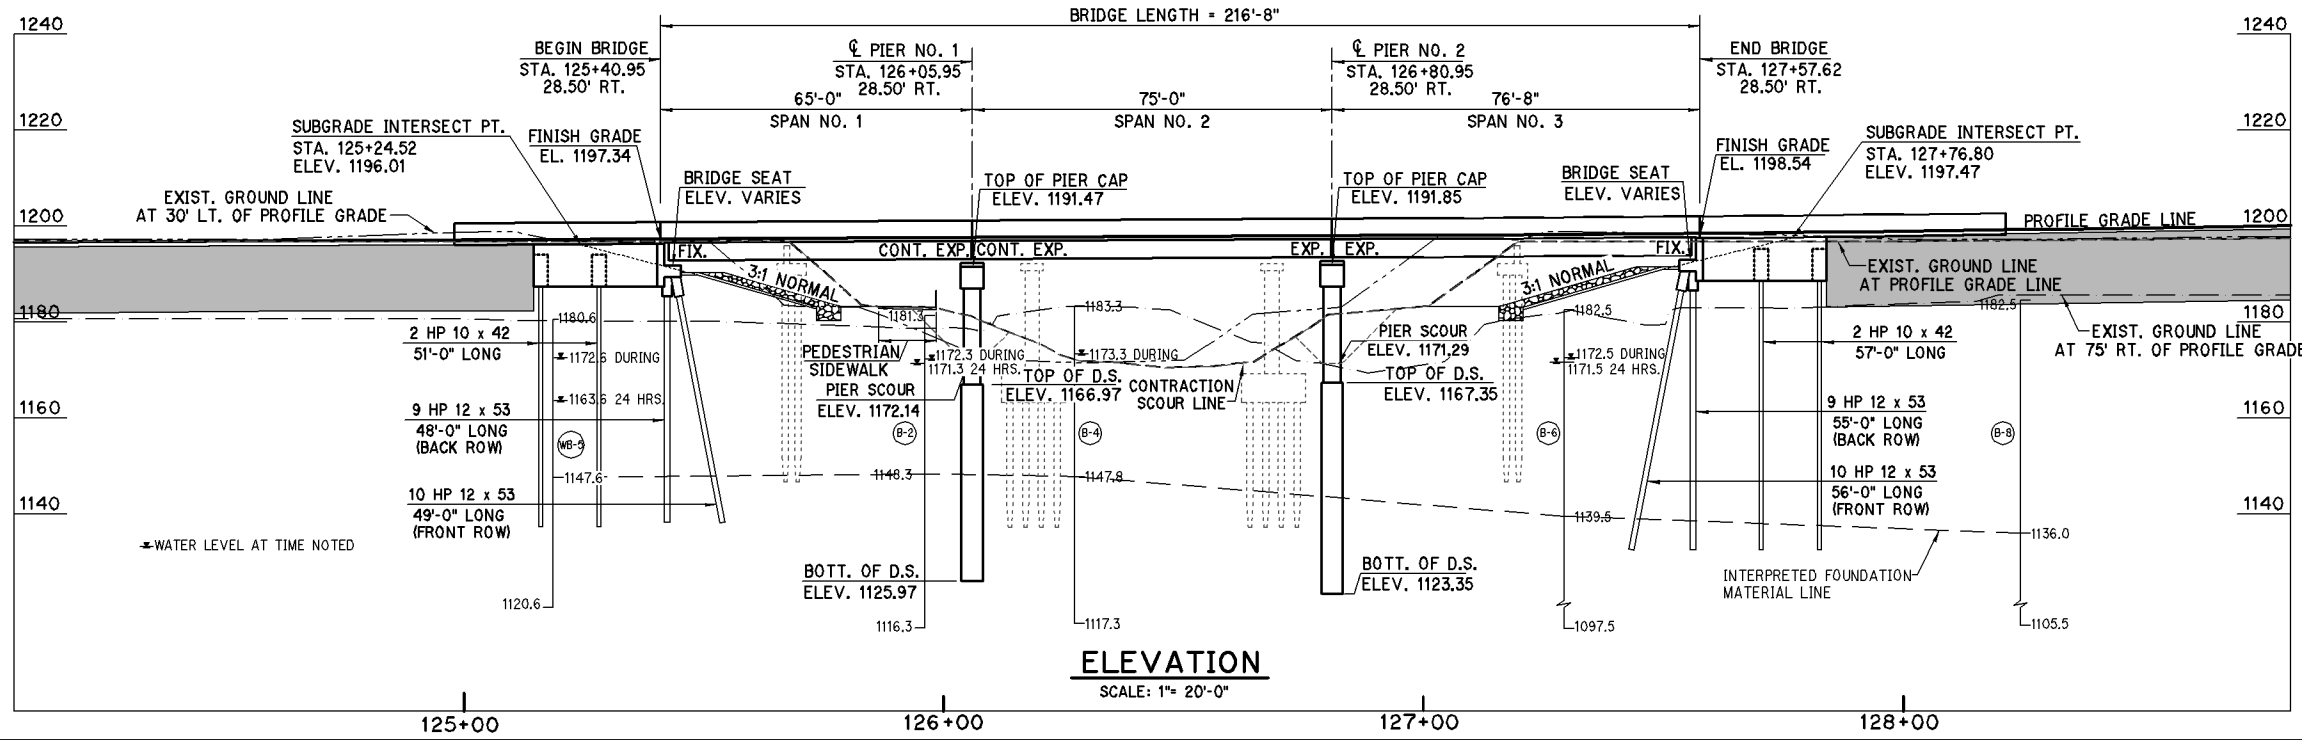 BRIDGE LENGTH = 216'-8"
1240
1240
BEGIN BRIDGE
STA. 125+40.95
28.50' RT.
℄ PIER NO. 1
STA. 126+05.95
28.50' RT.
℄ PIER NO. 2
STA. 126+80.95
28.50' RT.
END BRIDGE
STA. 127+57.62
28.50' RT.
65'-0"
SPAN NO. 1
75'-0"
SPAN NO. 2
76'-8"
SPAN NO. 3
1220
1220
SUBGRADE INTERSECT PT.
STA. 125+24.52
ELEV. 1196.01
FINISH GRADE
EL. 1197.34
FINISH GRADE
EL. 1198.54
SUBGRADE INTERSECT PT.
STA. 127+76.80
ELEV. 1197.47
EXIST. GROUND LINE
AT 30' LT. OF PROFILE GRADE
BRIDGE SEAT
ELEV. VARIES
TOP OF PIER CAP
ELEV. 1191.47
TOP OF PIER CAP
ELEV. 1191.85
BRIDGE SEAT
ELEV. VARIES
1200
1200
PROFILE GRADE LINE
FIX.
CONT. EXP.
CONT. EXP.
EXP.
EXP.
FIX.
3:1 NORMAL
3:1 NORMAL
EXIST. GROUND LINE
AT PROFILE GRADE LINE
1180
1180
1180.6
1181.3
1183.3
1182.5
1182.5
2 HP 10 x 42
51'-0" LONG
1172.6 DURING
1163.6 24 HRS.
PEDESTRIAN
SIDEWALK
1172.3 DURING
1171.3 24 HRS.
1173.3 DURING
PIER SCOUR
ELEV. 1171.29
1172.5 DURING
1171.5 24 HRS.
2 HP 10 x 42
57'-0" LONG
EXIST. GROUND LINE
AT 75' RT. OF PROFILE GRADE
PIER SCOUR
ELEV. 1172.14
TOP OF D.S.
ELEV. 1166.97
CONTRACTION
SCOUR LINE
TOP OF D.S.
ELEV. 1167.35
1160
1160
9 HP 12 x 53
48'-0" LONG
(BACK ROW)
9 HP 12 x 53
55'-0" LONG
(BACK ROW)
WB-5
B-2
B-4
B-6
B-8
1147.6
1148.3
1147.8
1139.5
1136.0
10 HP 12 x 53
49'-0" LONG
(FRONT ROW)
10 HP 12 x 53
56'-0" LONG
(FRONT ROW)
1140
1140
WATER LEVEL AT TIME NOTED
BOTT. OF D.S.
ELEV. 1125.97
BOTT. OF D.S.
ELEV. 1123.35
INTERPRETED FOUNDATION
MATERIAL LINE
1120.6
1116.3
1117.3
1097.5
1105.5
ELEVATION
SCALE: 1"= 20'-0"
125+00
126+00
127+00
128+00